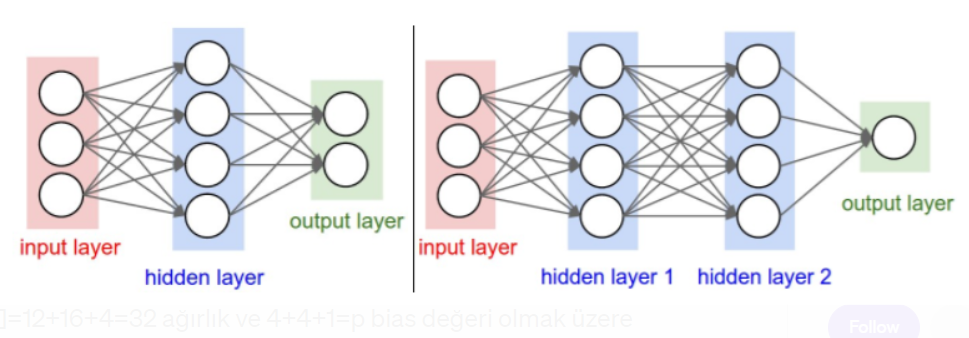 input layer
hidden layer
output layer
input layer
hidden layer 1
hidden layer 2
output layer
]=12+16+4=32 ağırlık ve 4+4+1=p bias değeri olmak üzere
Follow